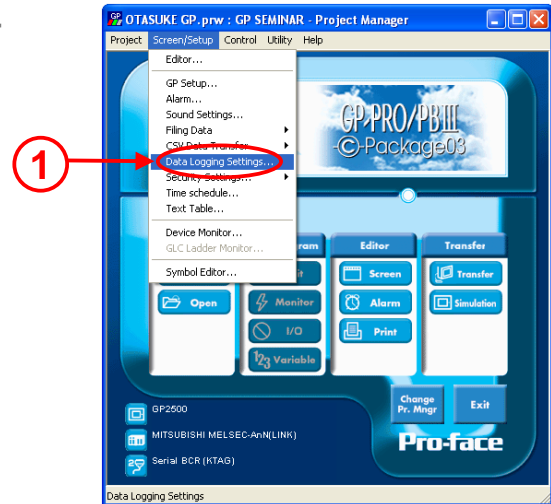 OTASUKE GP.prw : GP SEMINAR - Project Manager
Project Screen/Setup Control Utility Help
Editor...
GP Setup...
Alarm...
Sound Settings...
Filing Data
CSV Data Transfer
Data Logging Settings...
Security Settings...
Time schedule...
Text Table...
Device Monitor...
GLC Ladder Monitor...
Symbol Editor...
1
GP-PRO/PBIII
C-Package03
Editor Transfer
Screen Transfer
Open Monitor Alarm Simulation
I/O Print
Variable
Change Pr. Mngr
Exit
GP2500
MITSUBISHI MELSEC-AnN(LINK)
Serial BCR (KTAG)
Pro-face
Data Logging Settings